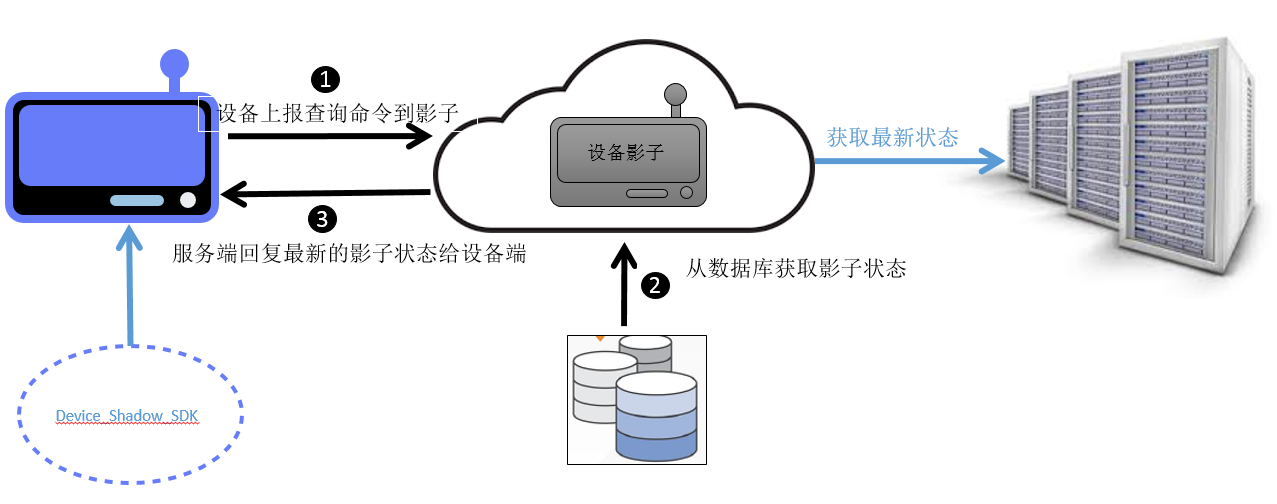 ❶
设备上报查询命令到影子
设备影子
获取最新状态
❸
服务端回复最新的影子状态给设备端
❷
从数据库获取影子状态
Device_Shadow_SDK